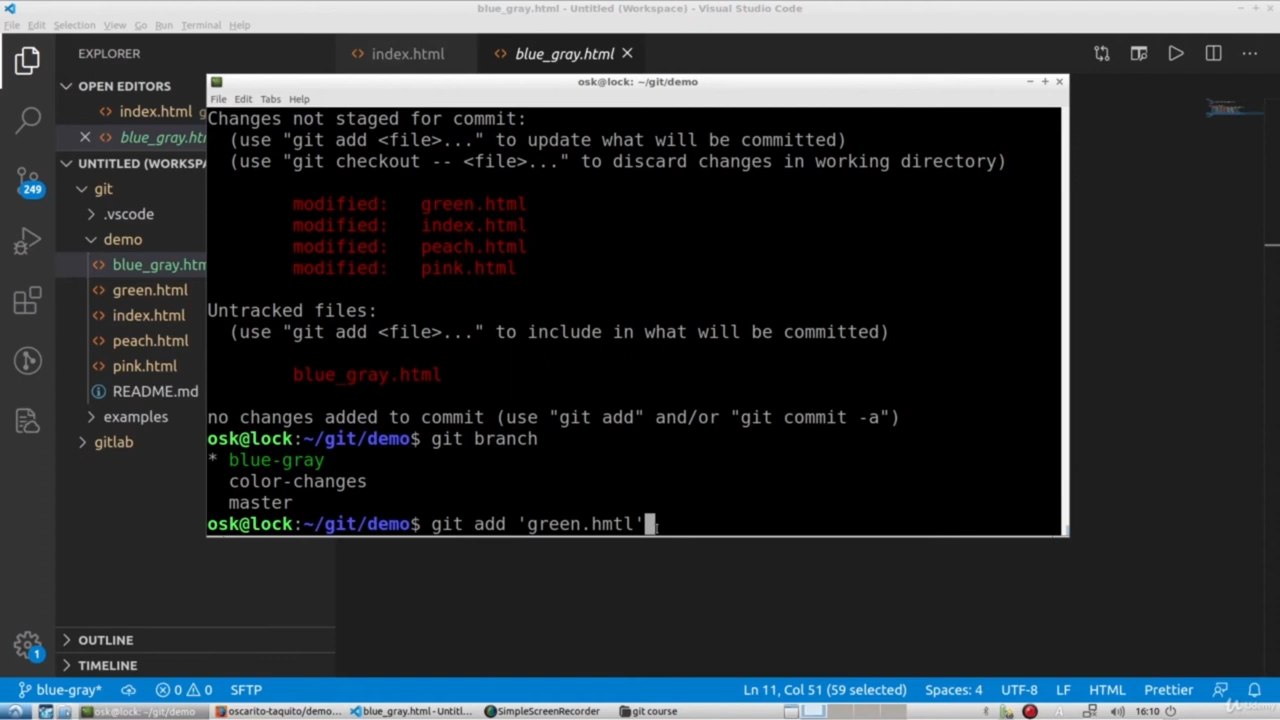 blue_gray.html - Untitled (Workspace) - Visual Studio Code
File Edit Selection View Go Run Terminal Help
EXPLORER
index.html
blue_gray.html
OPEN EDITORS
index.html g
blue_gray.ht
UNTITLED (WORKSPA
249
git
.vscode
demo
blue_gray.htm
green.html
index.html
peach.html
pink.html
README.md
examples
gitlab
osk@lock: ~/git/demo
File Edit Tabs Help
Changes not staged for commit:
(use "git add <file>..." to update what will be committed)
(use "git checkout -- <file>..." to discard changes in working directory)
modified: green.html
modified: index.html
modified: peach.html
modified: pink.html
Untracked files:
(use "git add <file>..." to include in what will be committed)
blue_gray.html
no changes added to commit (use "git add" and/or "git commit -a")
osk@lock:~/git/demo$ git branch
* blue-gray
color-changes
master
osk@lock:~/git/demo$ git add 'green.hmtl'
OUTLINE
1
TIMELINE
blue-gray* 0 0 SFTP Ln 11, Col 51 (59 selected) Spaces: 4 UTF-8 LF HTML Prettier
osk@lock: ~/git/demo oscarito-taquito/demo... blue_gray.html - Untitl... SimpleScreenRecorder git course 16:10
Udemy